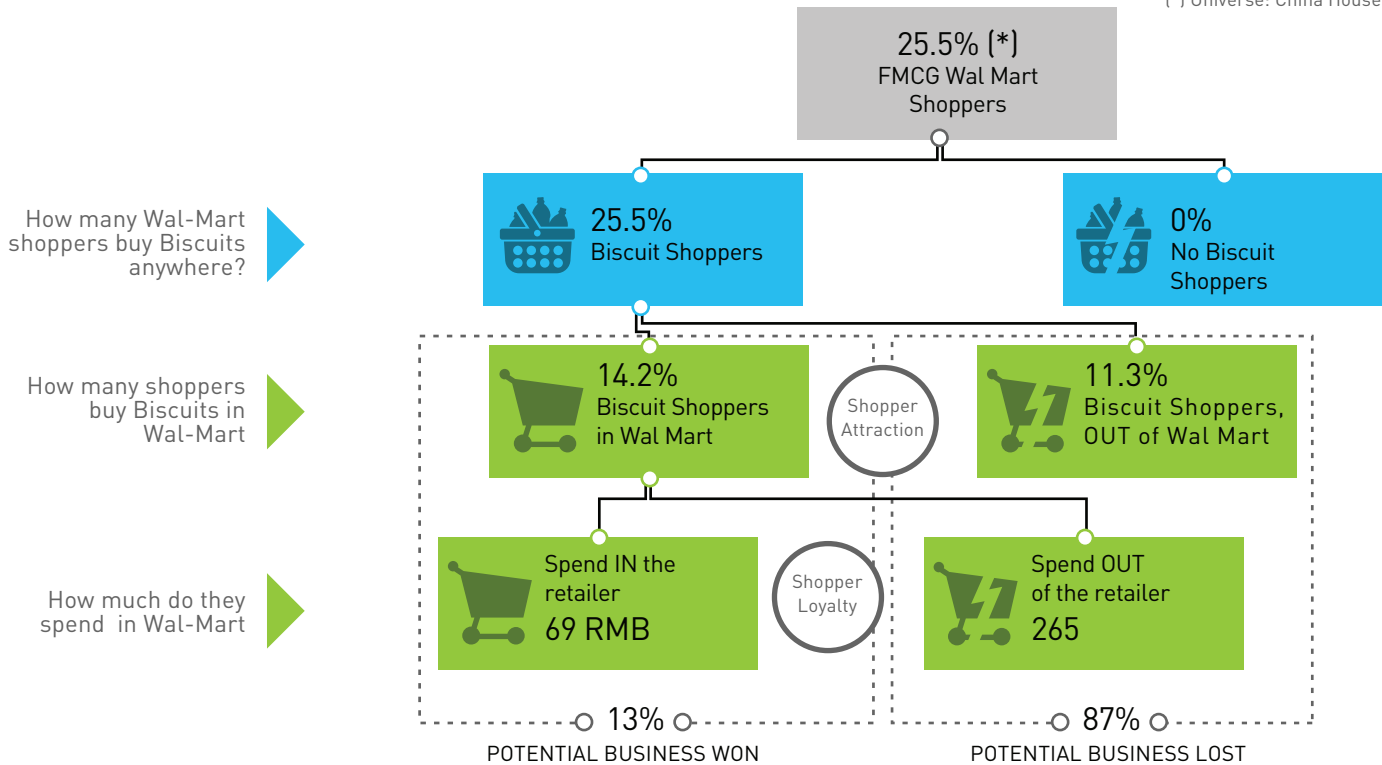 (*) Universe: China House
25.5% (*)
FMCG Wal Mart
Shoppers
How many Wal-Mart
shoppers buy Biscuits
anywhere?
25.5%
Biscuit Shoppers
0%
No Biscuit
Shoppers
How many shoppers
buy Biscuits in
Wal-Mart
14.2%
Biscuit Shoppers
in Wal Mart
Shopper
Attraction
11.3%
Biscuit Shoppers,
OUT of Wal Mart
How much do they
spend in Wal-Mart
Spend IN the
retailer
69 RMB
Shopper
Loyalty
Spend OUT
of the retailer
265
13%
POTENTIAL BUSINESS WON
87%
POTENTIAL BUSINESS LOST